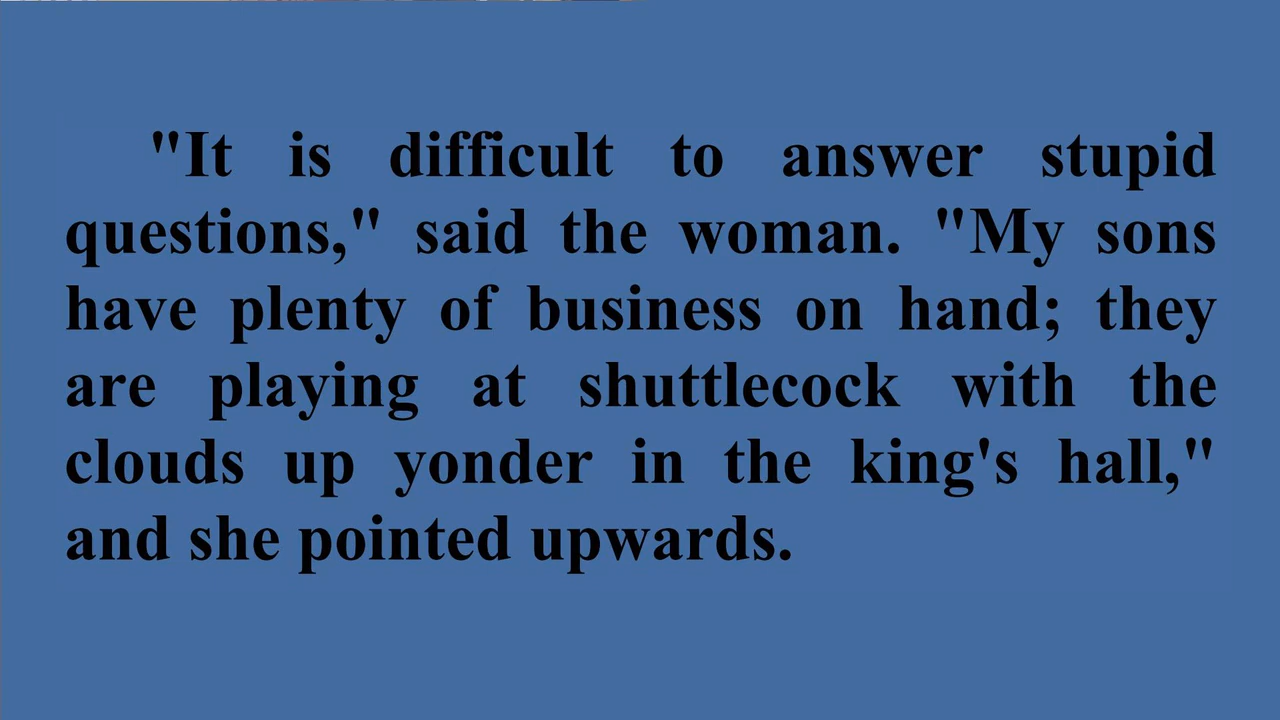 "It is difficult to answer stupid
questions," said the woman. "My sons
have plenty of business on hand; they
are playing at shuttlecock with the
clouds up yonder in the king's hall,"
and she pointed upwards.